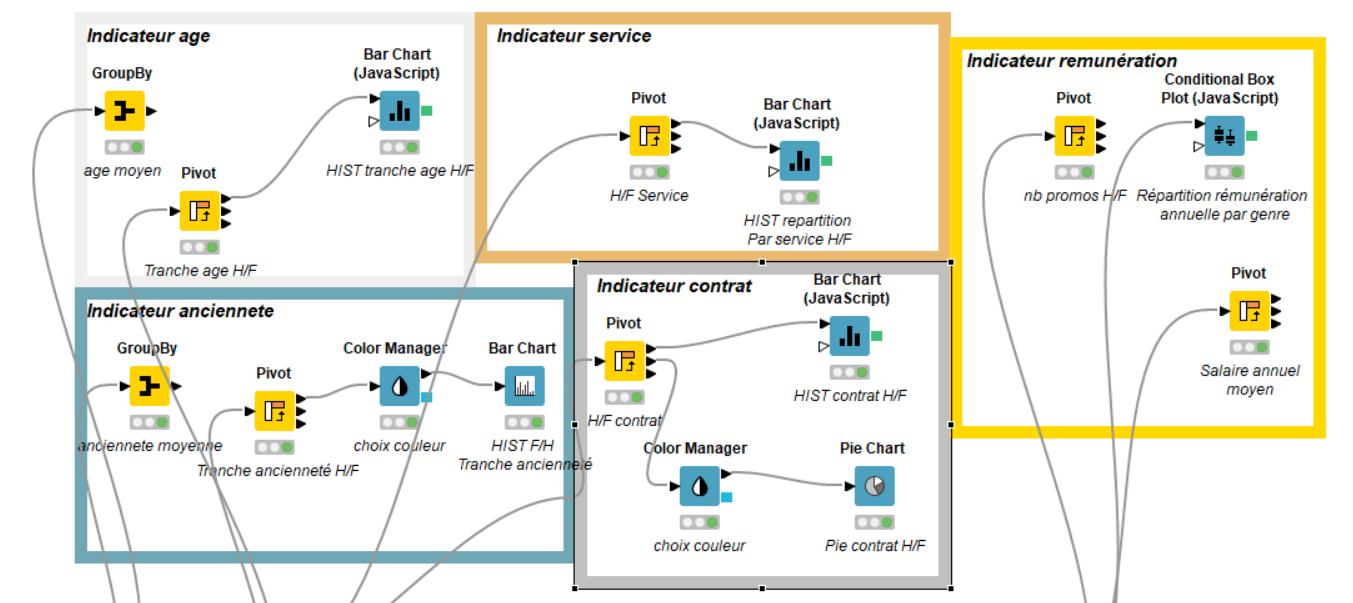 Indicateur age
GroupBy
age moyen
Pivot
Tranche age H/F
Bar Chart
(JavaScript)
HIST tranche age H/F
Indicateur service
Pivot
H/F Service
Bar Chart
(JavaScript)
HIST repartition
Par service H/F
Indicateur remunération
Pivot
nb promos H/F
Conditional Box
Plot (JavaScript)
Répartition rémunération
annuelle par genre
Pivot
Salaire annuel
moyen
Indicateur anciennete
GroupBy
anciennete moyenne
Pivot
Tranche ancienneté H/F
Color Manager
choix couleur
Bar Chart
HIST F/H
Tranche ancienneté
Indicateur contrat
Pivot
H/F contrat
Bar Chart
(JavaScript)
HIST contrat H/F
Color Manager
choix couleur
Pie Chart
Pie contrat H/F